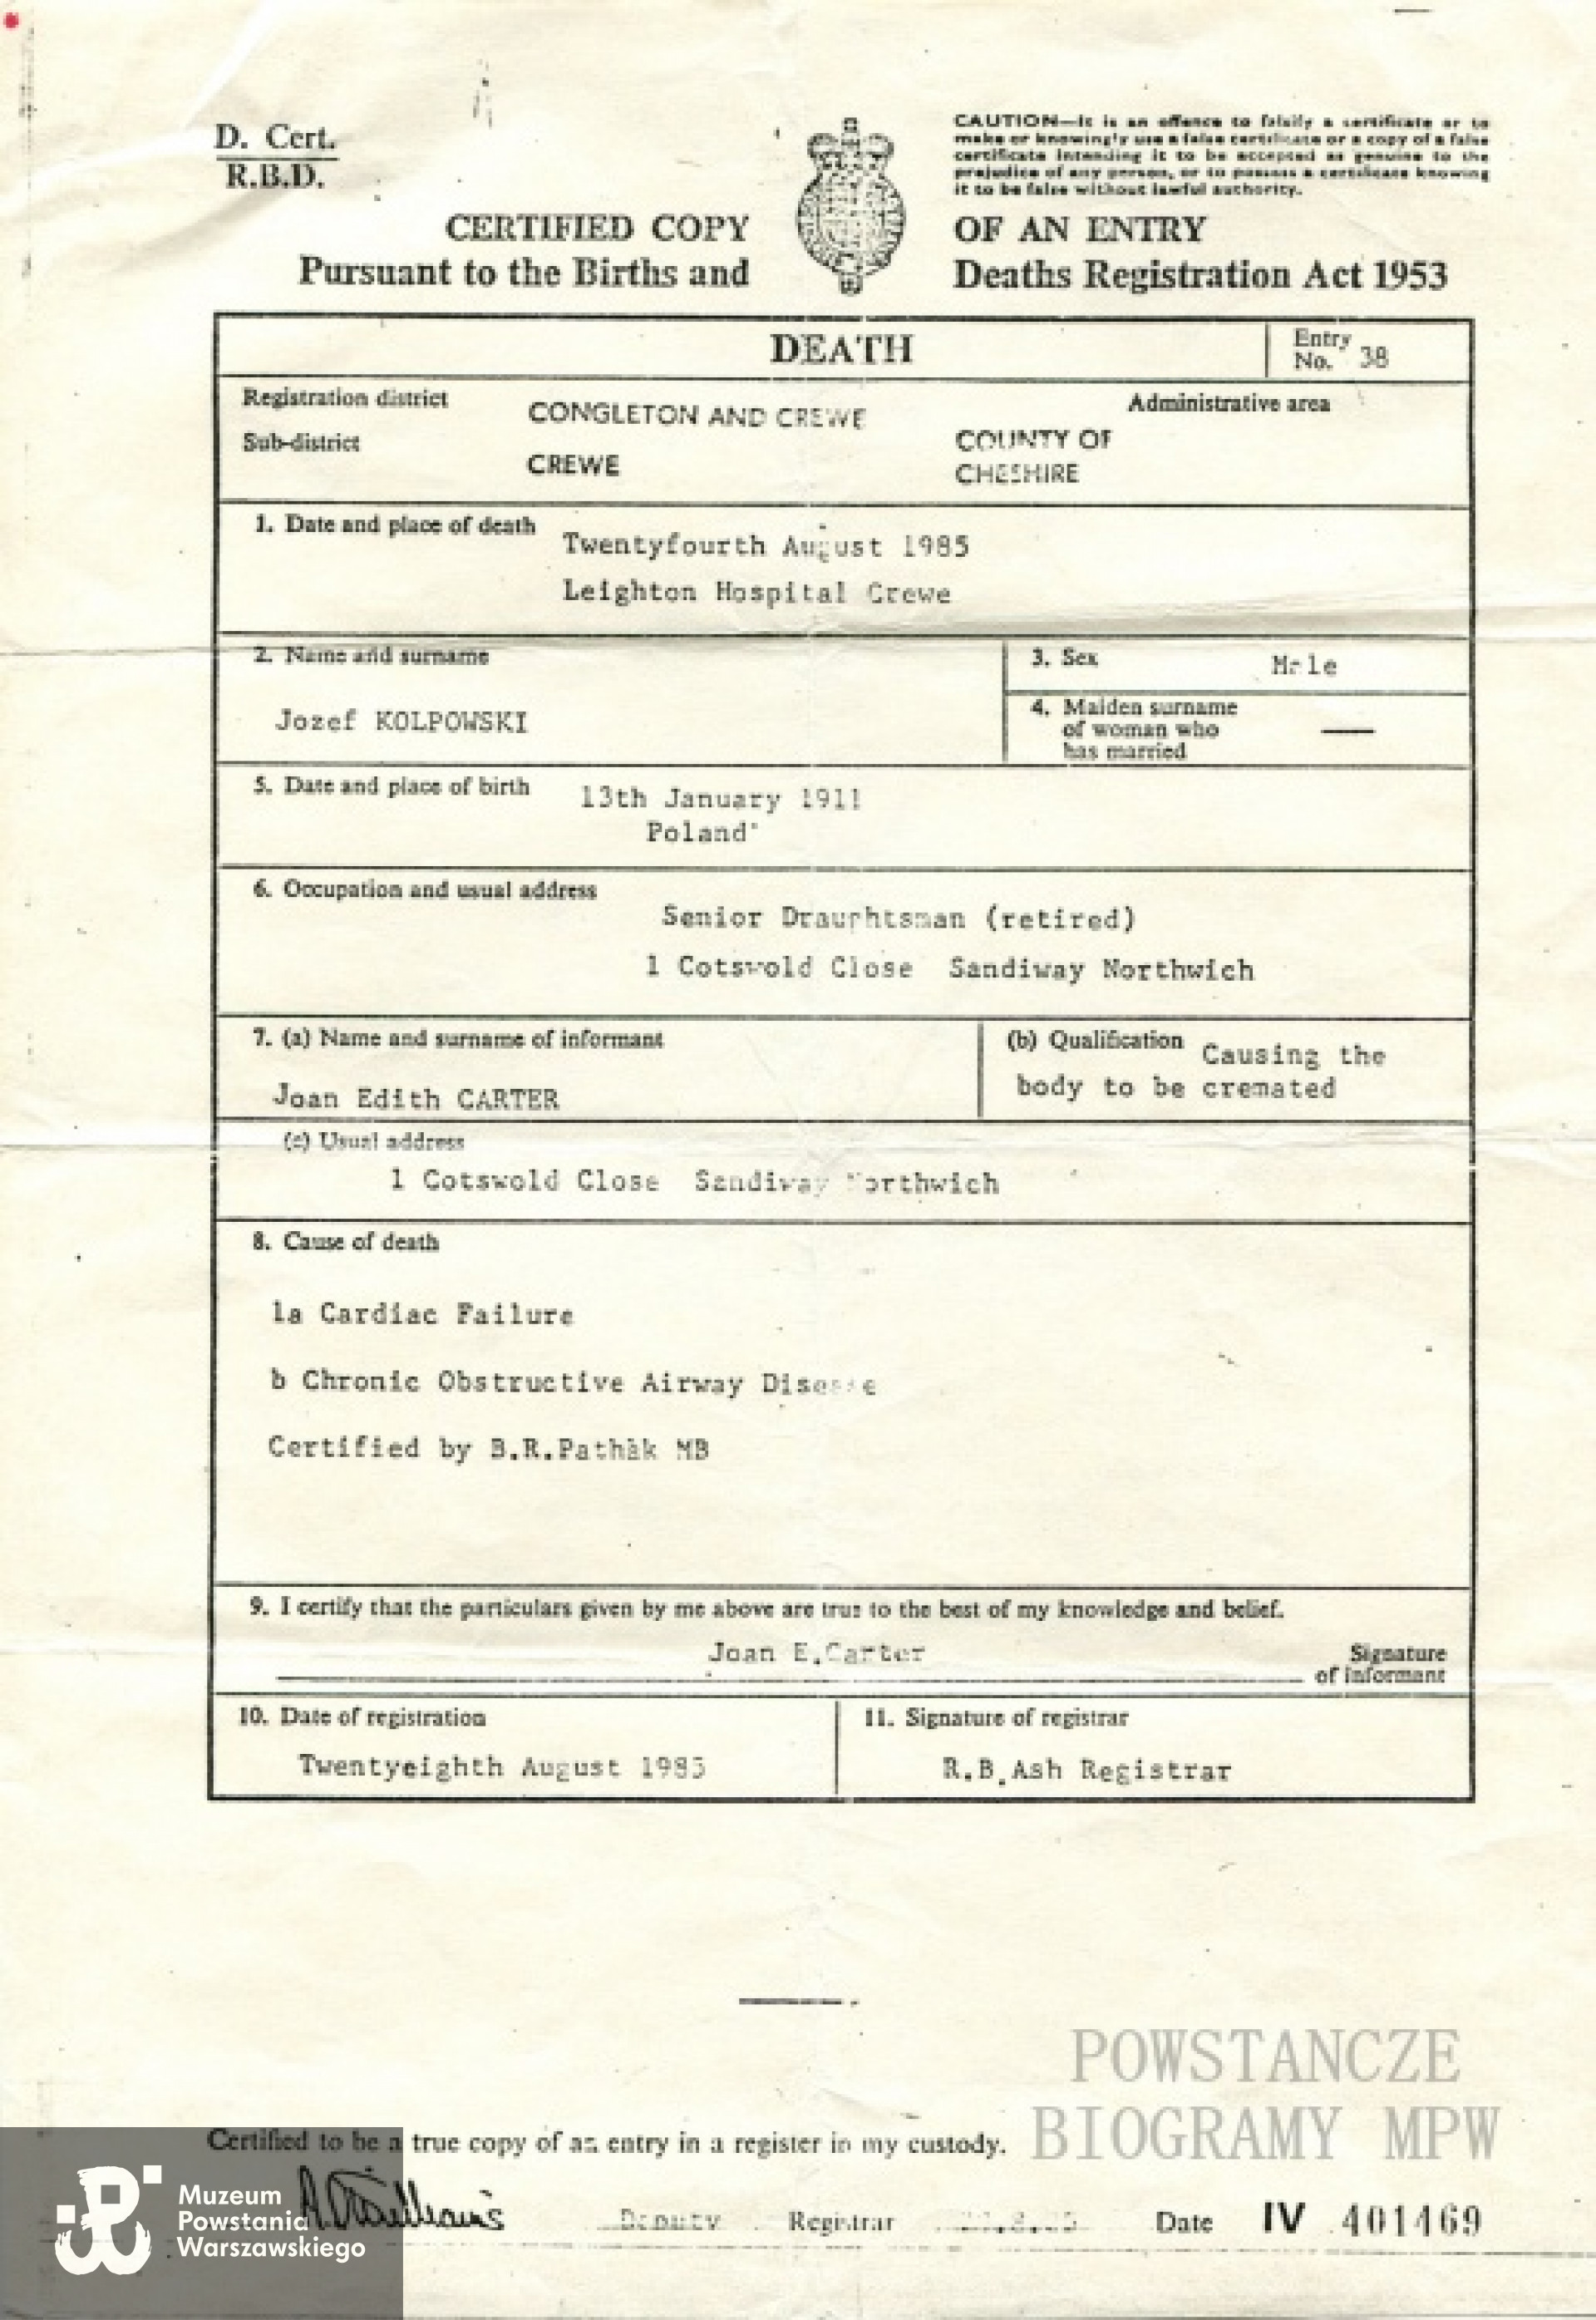 D. Cert.
R.B.D.
CAUTION—It is an offence to falsify a certificate or to
make or knowingly use a false certificate or a copy of a false
certificate intending it to be accepted as genuine to the
prejudice of any person, or to possess a certificate knowing
it to be false without lawful authority.
CERTIFIED COPY OF AN ENTRY
Pursuant to the Births and Deaths Registration Act 1953
DEATH
Entry No. 38
Registration district CONGLETON AND CREWE
Administrative area
Sub-district CREWE
COUNTY OF
CHESHIRE
1. Date and place of death
Twentyfourth August 1985
Leighton Hospital Crewe
2. Name and surname
Jozef KOLPOWSKI
3. Sex Male
4. Maiden surname
of woman who
has married —
5. Date and place of birth
13th January 1911
Poland
6. Occupation and usual address
Senior Draughtsman (retired)
1 Cotswold Close Sandiway Northwich
7. (a) Name and surname of informant
Joan Edith CARTER
(b) Qualification Causing the
body to be cremated
(c) Usual address
1 Cotswold Close Sandiway Northwich
8. Cause of death
1a Cardiac Failure
b Chronic Obstructive Airway Disease
Certified by B.R.Pathak MB
9. I certify that the particulars given by me above are true to the best of my knowledge and belief.
Joan E.Carter
Signature
of informant
10. Date of registration
Twentyeighth August 1985
11. Signature of registrar
R.B.Ash Registrar
POWSTANCZE
BIOGRAMY MPW
Certified to be a true copy of an entry in a register in my custody.
Deputy Registrar Date IV 401469
Muzeum
Powstania
Warszawskiego